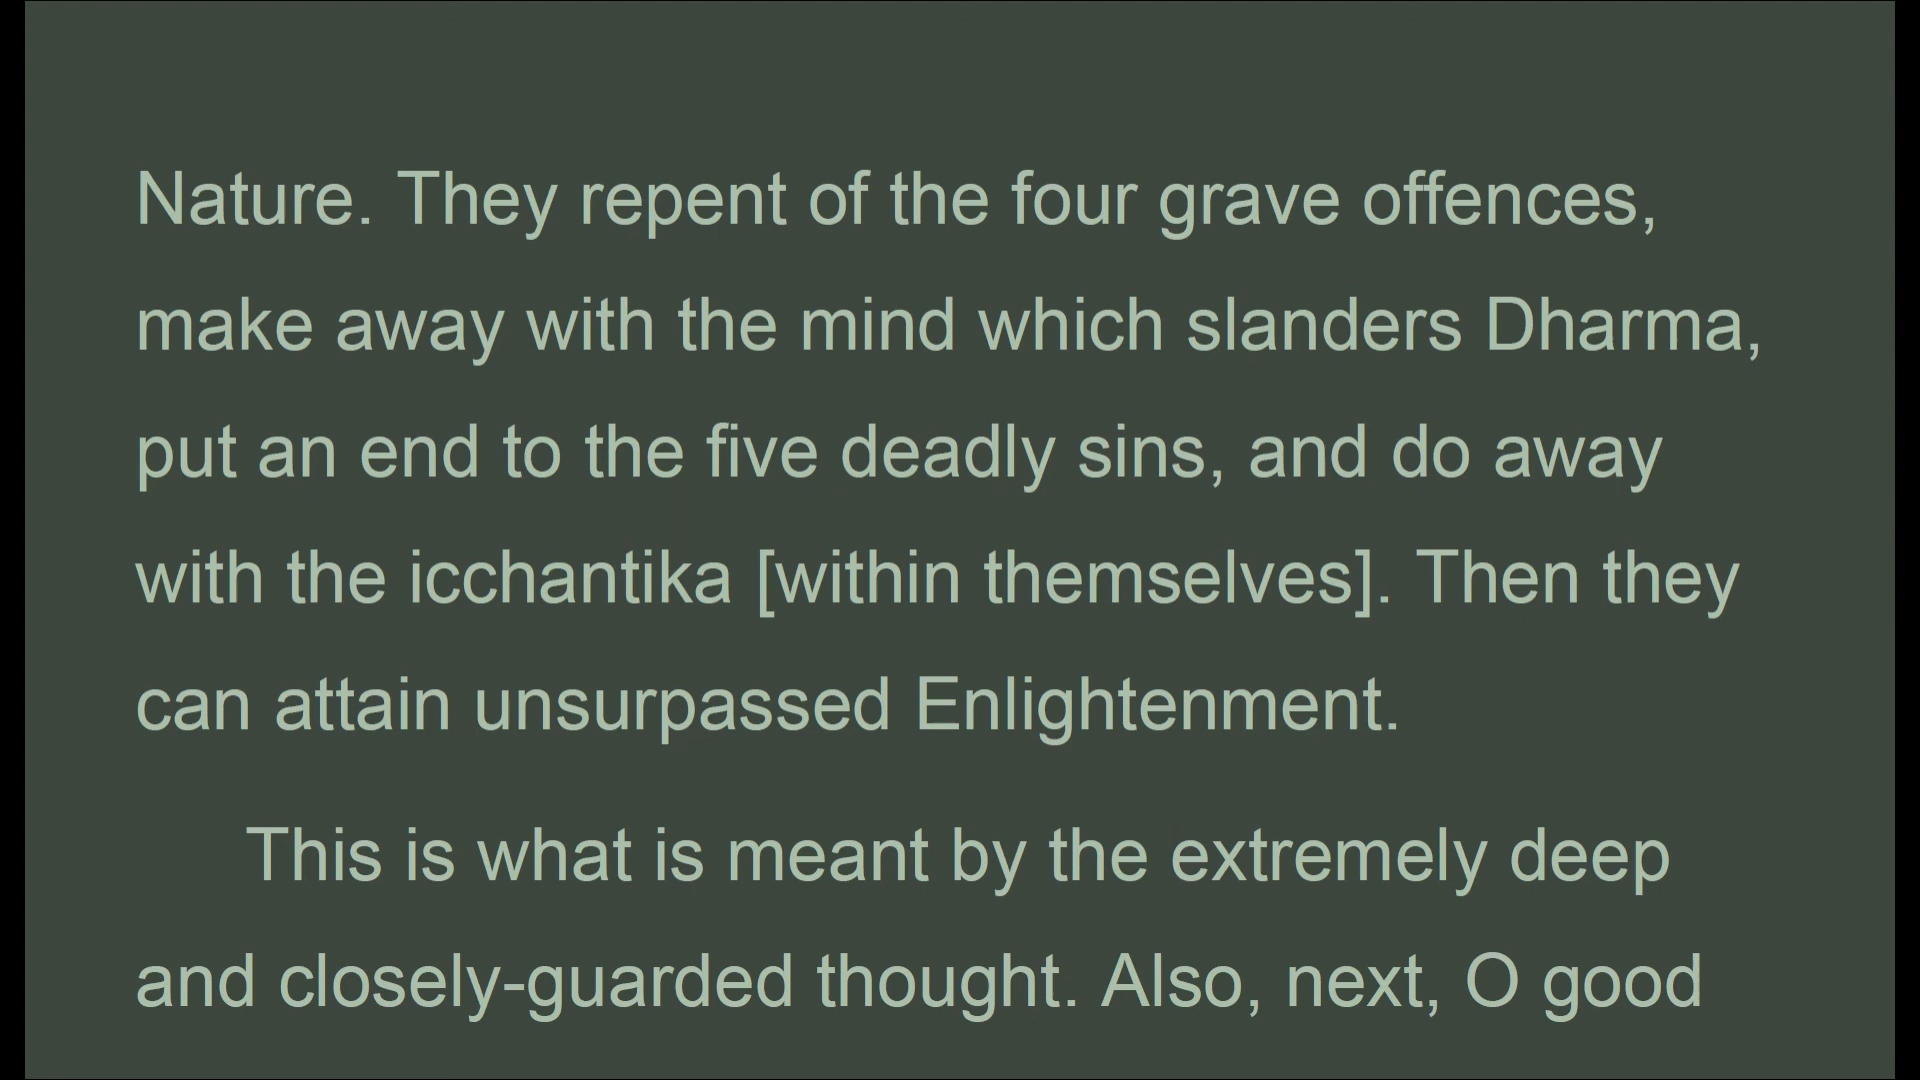 Nature. They repent of the four grave offences,
make away with the mind which slanders Dharma,
put an end to the five deadly sins, and do away
with the icchantika [within themselves]. Then they
can attain unsurpassed Enlightenment.
This is what is meant by the extremely deep
and closely-guarded thought. Also, next, O good